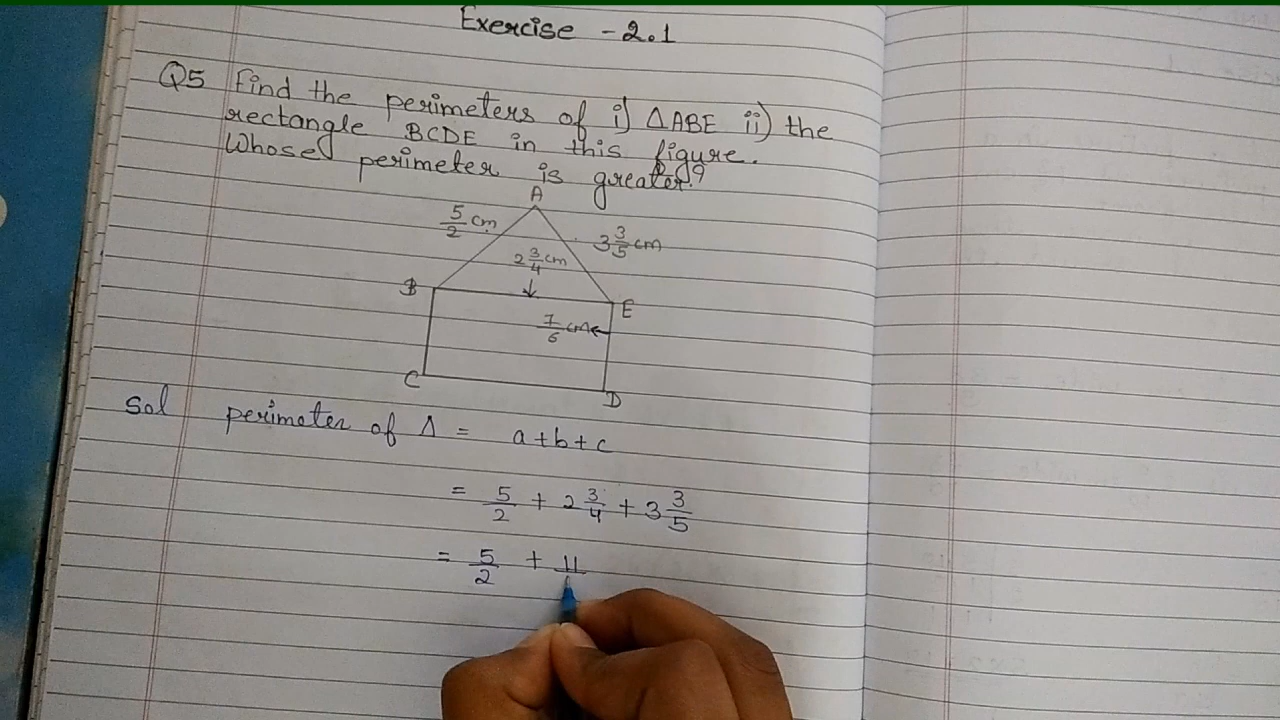 Exercise - 2.1
Q5 Find the perimeters of i) △ABE ii) the
rectangle BCDE in this figure.
Whose perimeter is greater?
A
5/2 cm
3 3/5 cm
2 3/4 cm
B
E
7/6 cm
C
D
Sol perimeter of △ = a+b+c
= 5/2 + 2 3/4 + 3 3/5
= 5/2 + 11